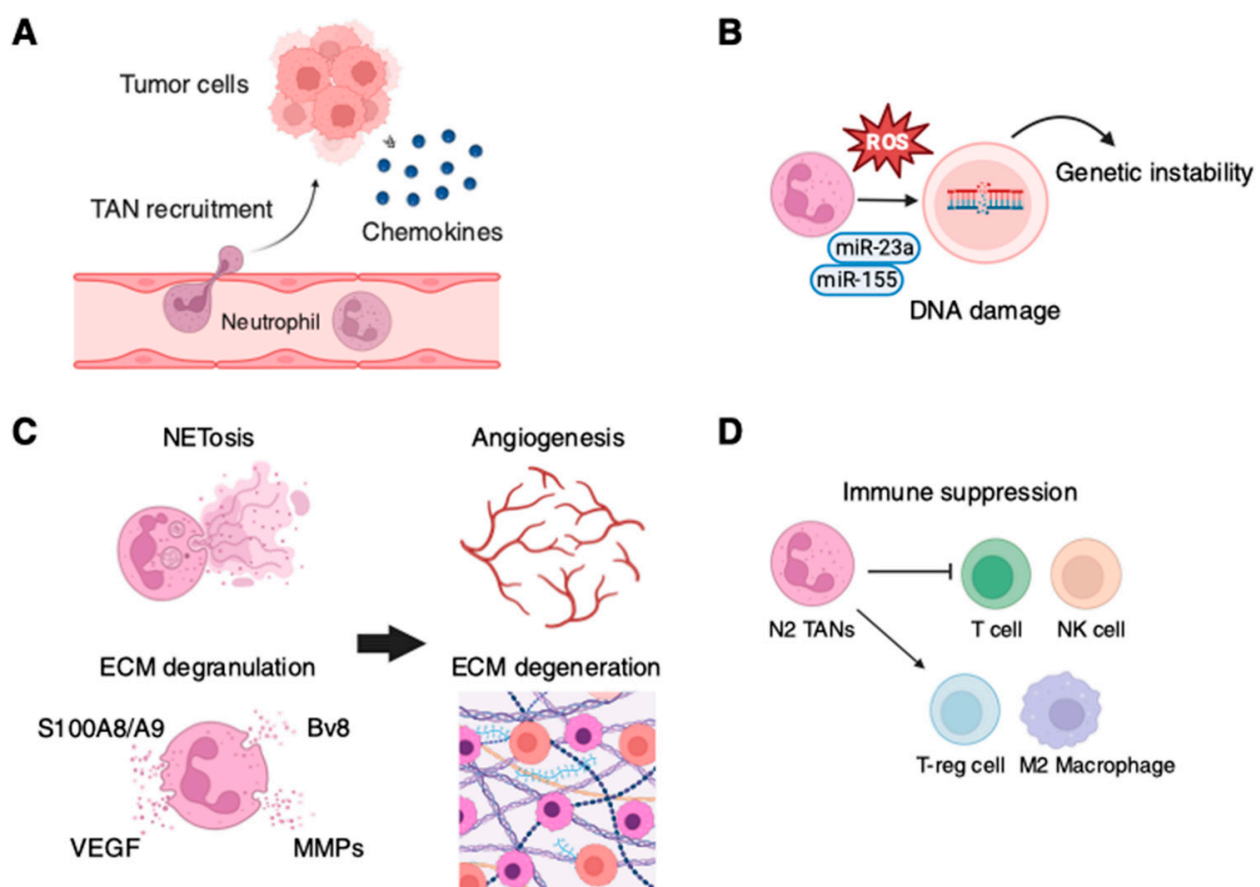 A
Tumor cells
TAN recruitment
Chemokines
Neutrophil
B
ROS
Genetic instability
miR-23a
miR-155
DNA damage
C
NETosis
Angiogenesis
ECM degranulation
ECM degeneration
S100A8/A9
Bv8
VEGF
MMPs
D
Immune suppression
N2 TANs
T cell
NK cell
T-reg cell
M2 Macrophage